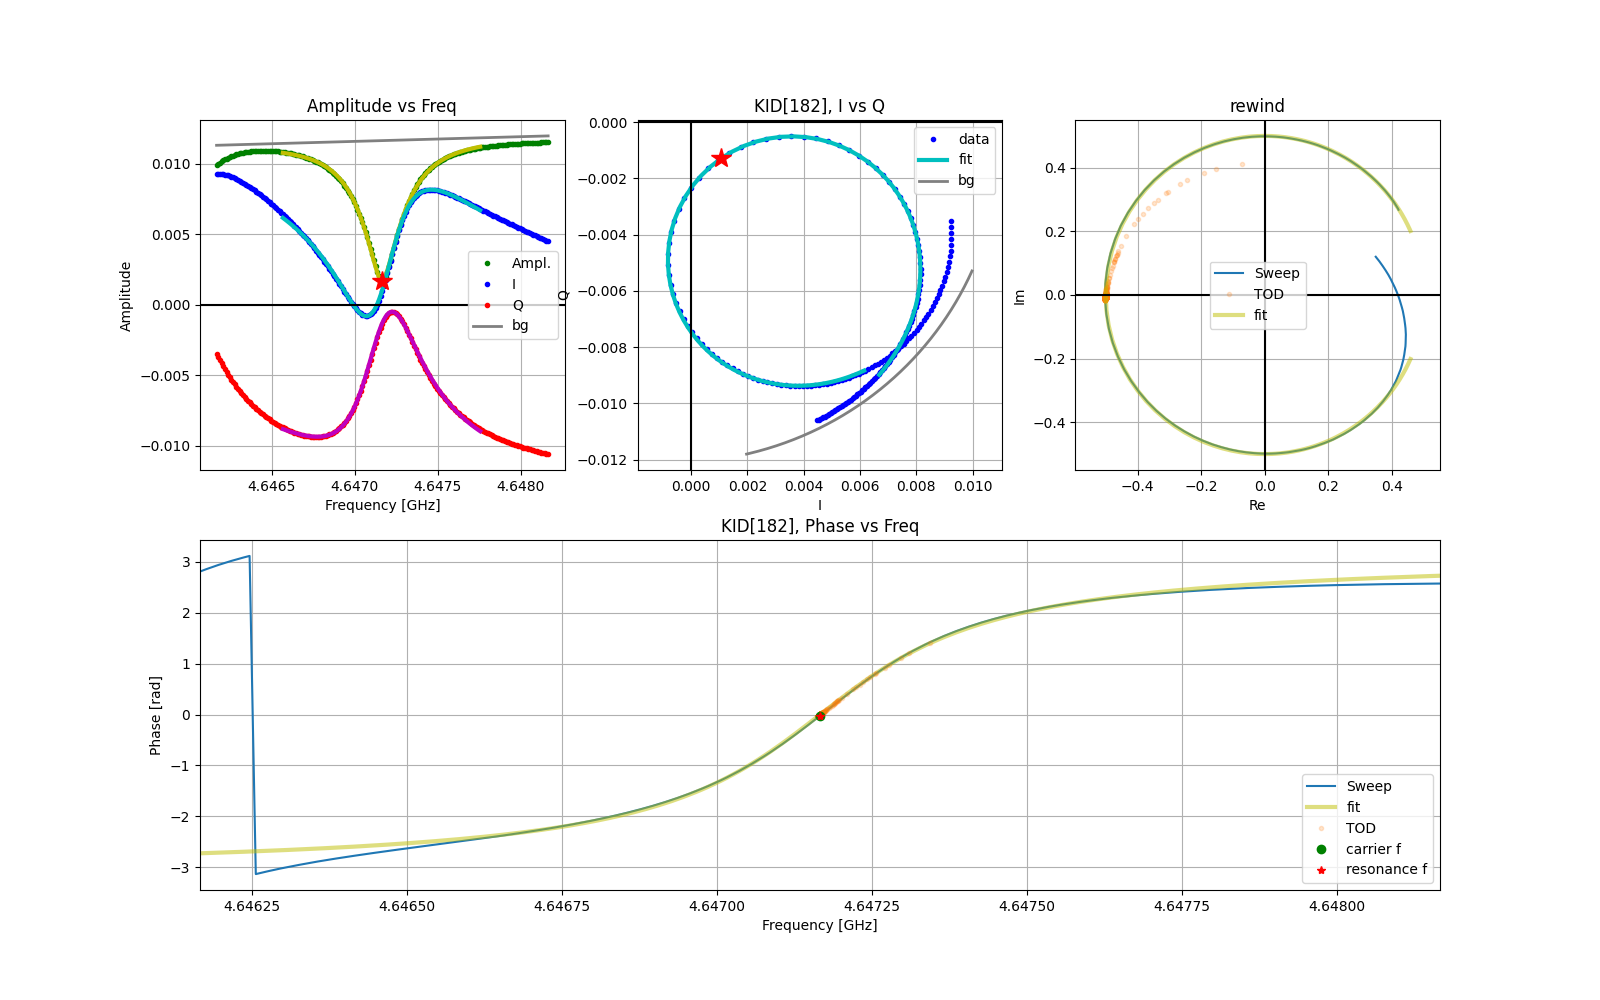 Amplitude vs Freq
KID[182], I vs Q
rewind
0.010
0.005
0.000
−0.005
−0.010
Amplitude
4.6465
4.6470
4.6475
4.6480
Frequency [GHz]
Ampl.
I
Q
bg
0.000
−0.002
−0.004
−0.006
−0.008
−0.010
−0.012
Q
0.000
0.002
0.004
0.006
0.008
0.010
I
data
fit
bg
0.4
0.2
0.0
−0.2
−0.4
Im
−0.4
−0.2
0.0
0.2
0.4
Re
Sweep
TOD
fit
KID[182], Phase vs Freq
3
2
1
0
−1
−2
−3
Phase [rad]
4.64625
4.64650
4.64675
4.64700
4.64725
4.64750
4.64775
4.64800
Frequency [GHz]
Sweep
fit
TOD
carrier f
resonance f